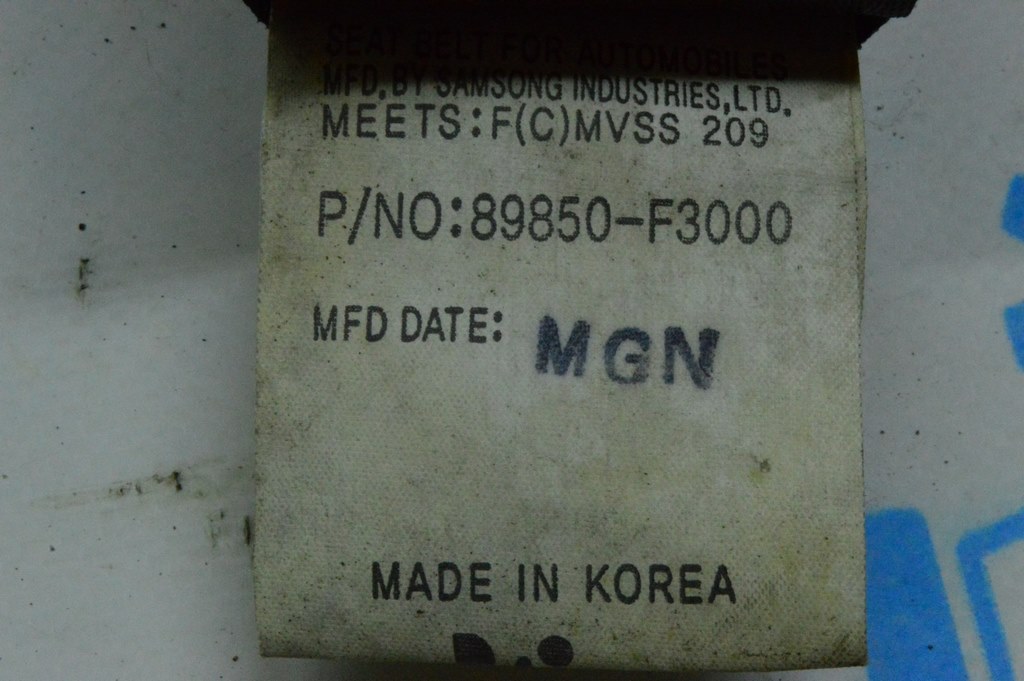 SEAT BELT FOR AUTOMOBILES
MFD. BY SAMSONG INDUSTRIES,LTD.
MEETS:F(C)MVSS 209
P/NO:89850-F3000
MFD DATE: MGN
MADE IN KOREA